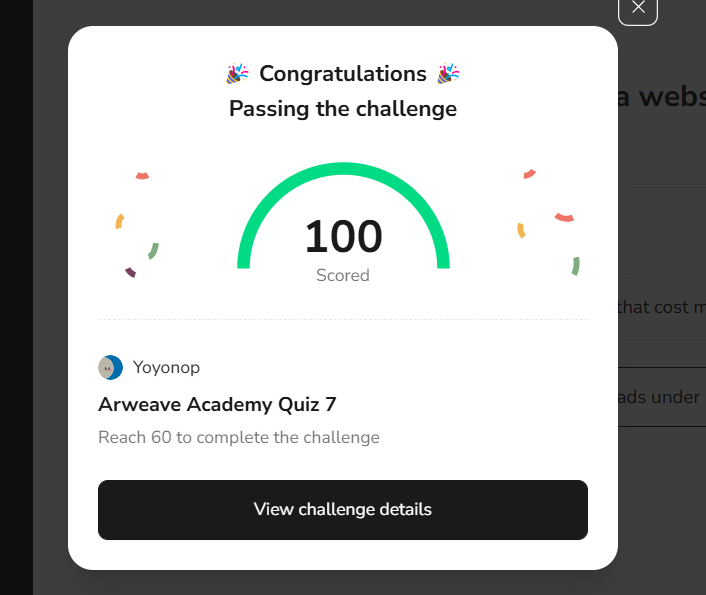 🎉 Congratulations 🎉
Passing the challenge
a webs
100
Scored
that cost m
Yoyonop
Arweave Academy Quiz 7
ads under
Reach 60 to complete the challenge
View challenge details